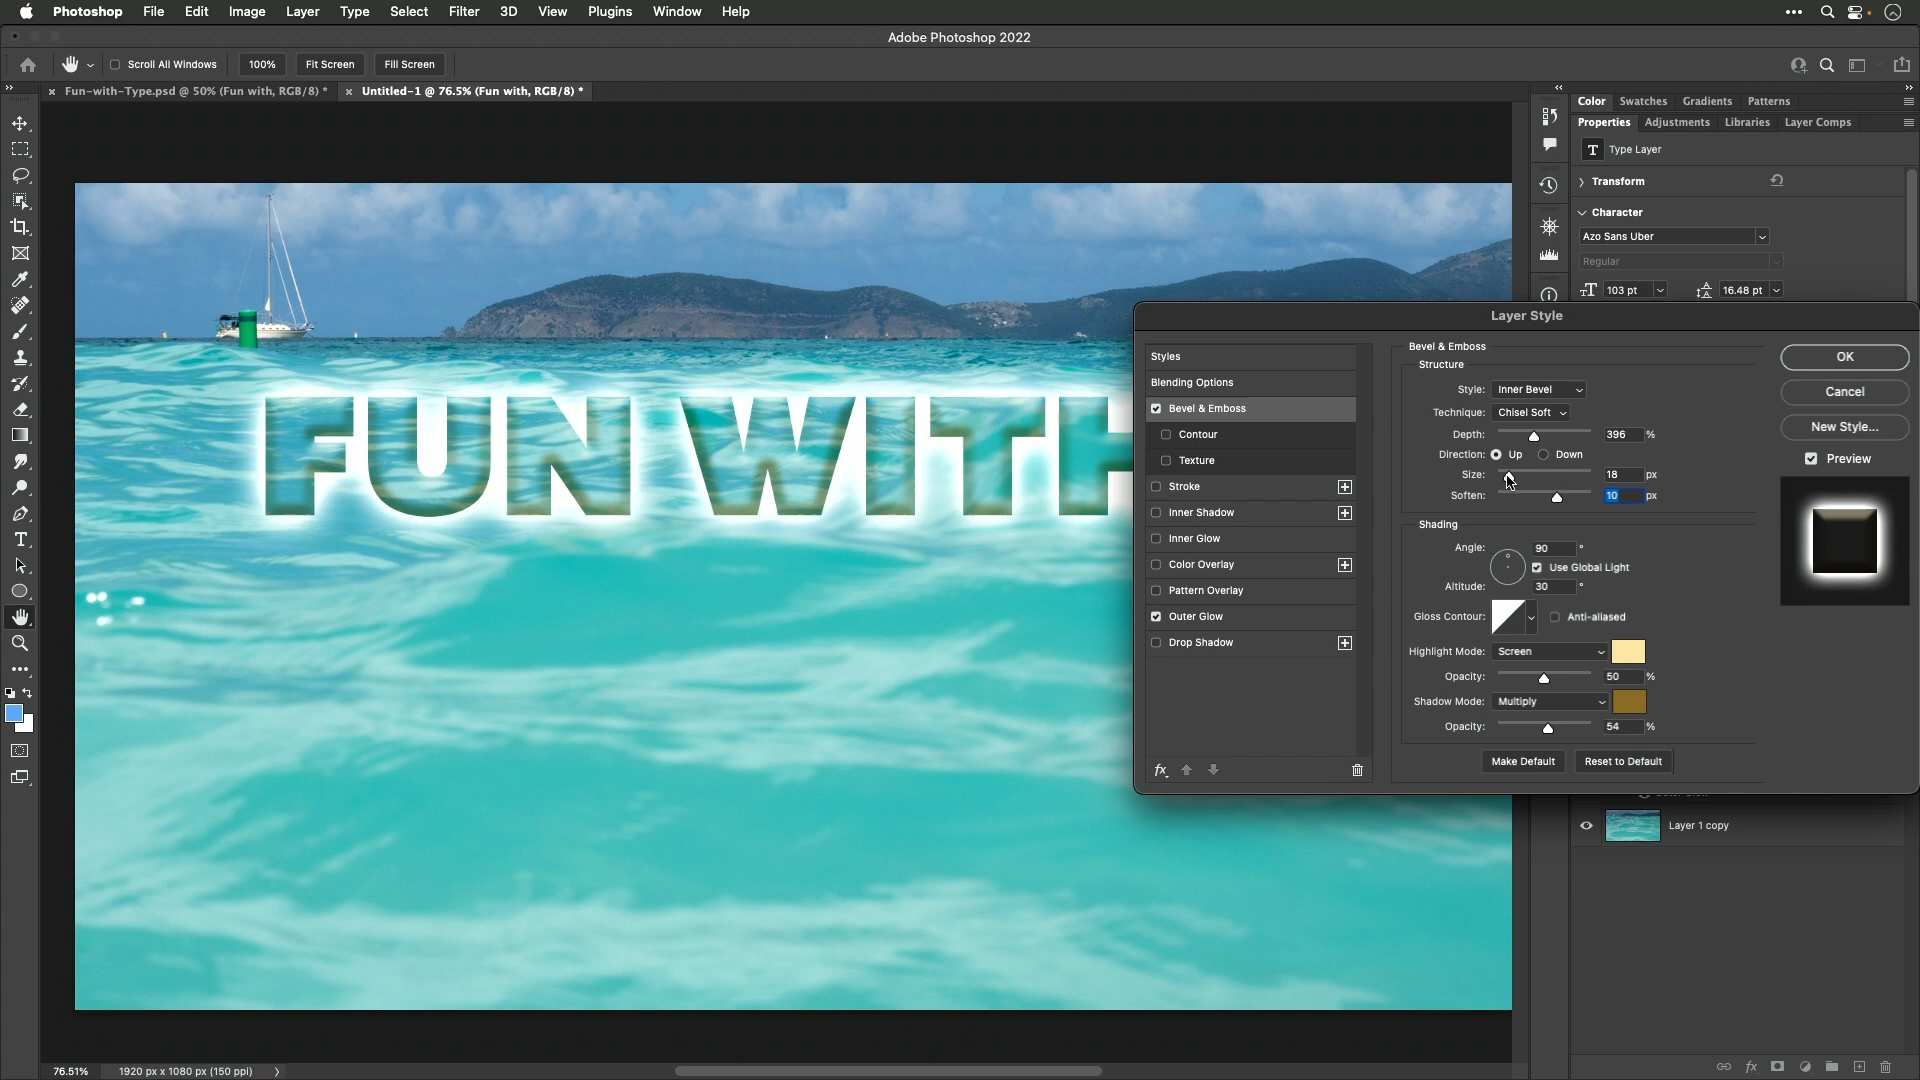 Photoshop File Edit Image Layer Type Select Filter 3D View Plugins Window Help
Adobe Photoshop 2022
Scroll All Windows 100% Fit Screen Fill Screen
Fun-with-Type.psd @ 50% (Fun with, RGB/8) * Untitled-1 @ 76.5% (Fun with, RGB/8) *
Color Swatches Gradients Patterns
Properties Adjustments Libraries Layer Comps
T Type Layer
Transform
Character
Azo Sans Uber
Regular
103 pt 16.48 pt
FUN WITH
Layer Style
Styles
Blending Options
Bevel & Emboss
Contour
Texture
Stroke
Inner Shadow
Inner Glow
Color Overlay
Pattern Overlay
Outer Glow
Drop Shadow
fx
Bevel & Emboss
Structure
Style: Inner Bevel
Technique: Chisel Soft
Depth: 396 %
Direction: Up Down
Size: 18 px
Soften: 10 px
Shading
Angle: 90 °
Use Global Light
Altitude: 30 °
Gloss Contour: Anti-aliased
Highlight Mode: Screen
Opacity: 50 %
Shadow Mode: Multiply
Opacity: 54 %
Make Default Reset to Default
OK
Cancel
New Style...
Preview
Layer 1 copy
fx
76.51% 1920 px x 1080 px (150 ppi)